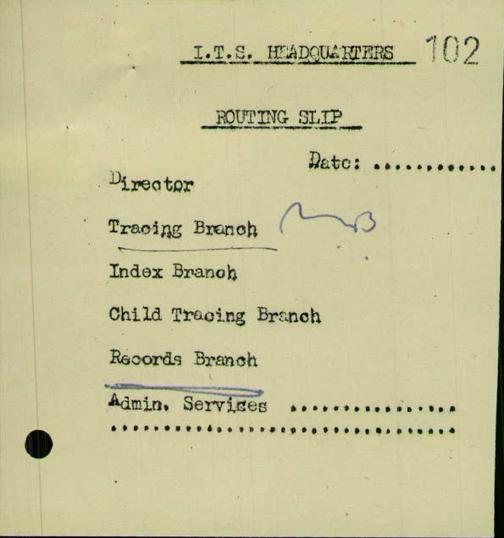 I.T.S. HEADQUARTERS 102
ROUTING SLIP
Date: ............
Director
Tracing Branch
Index Branch
Child Tracing Branch
Records Branch
Admin. Services .................
...................................